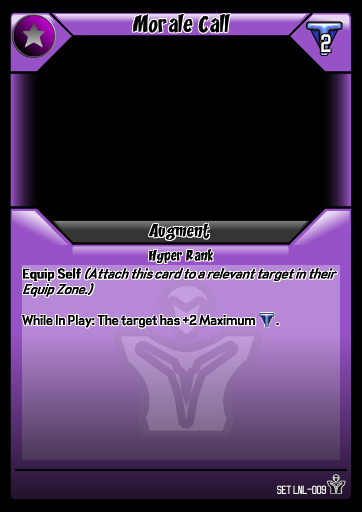 Morale Call
2
Augment
Hyper Rank
Equip Self (Attach this card to a relevant target in their
Equip Zone.)
While In Play: The target has +2 Maximum .
SET LNL-009